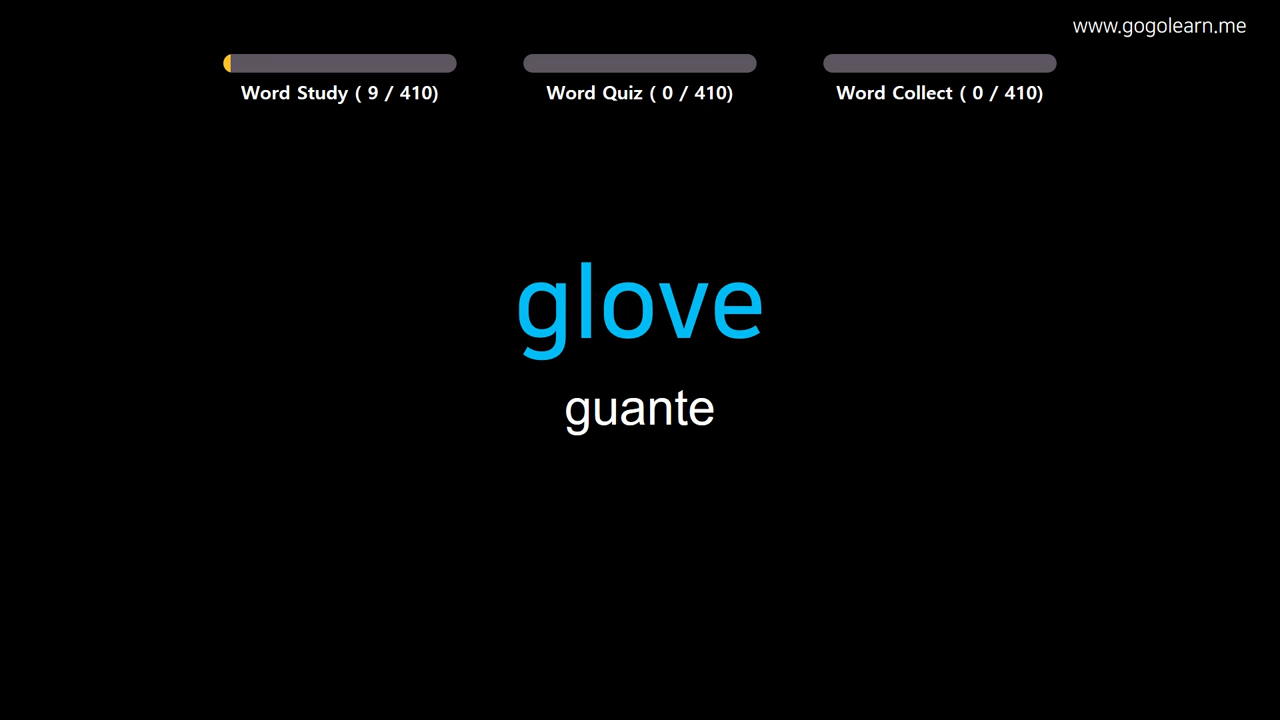 www.gogolearn.me
Word Study ( 9 / 410)
Word Quiz ( 0 / 410)
Word Collect ( 0 / 410)
glove
guante